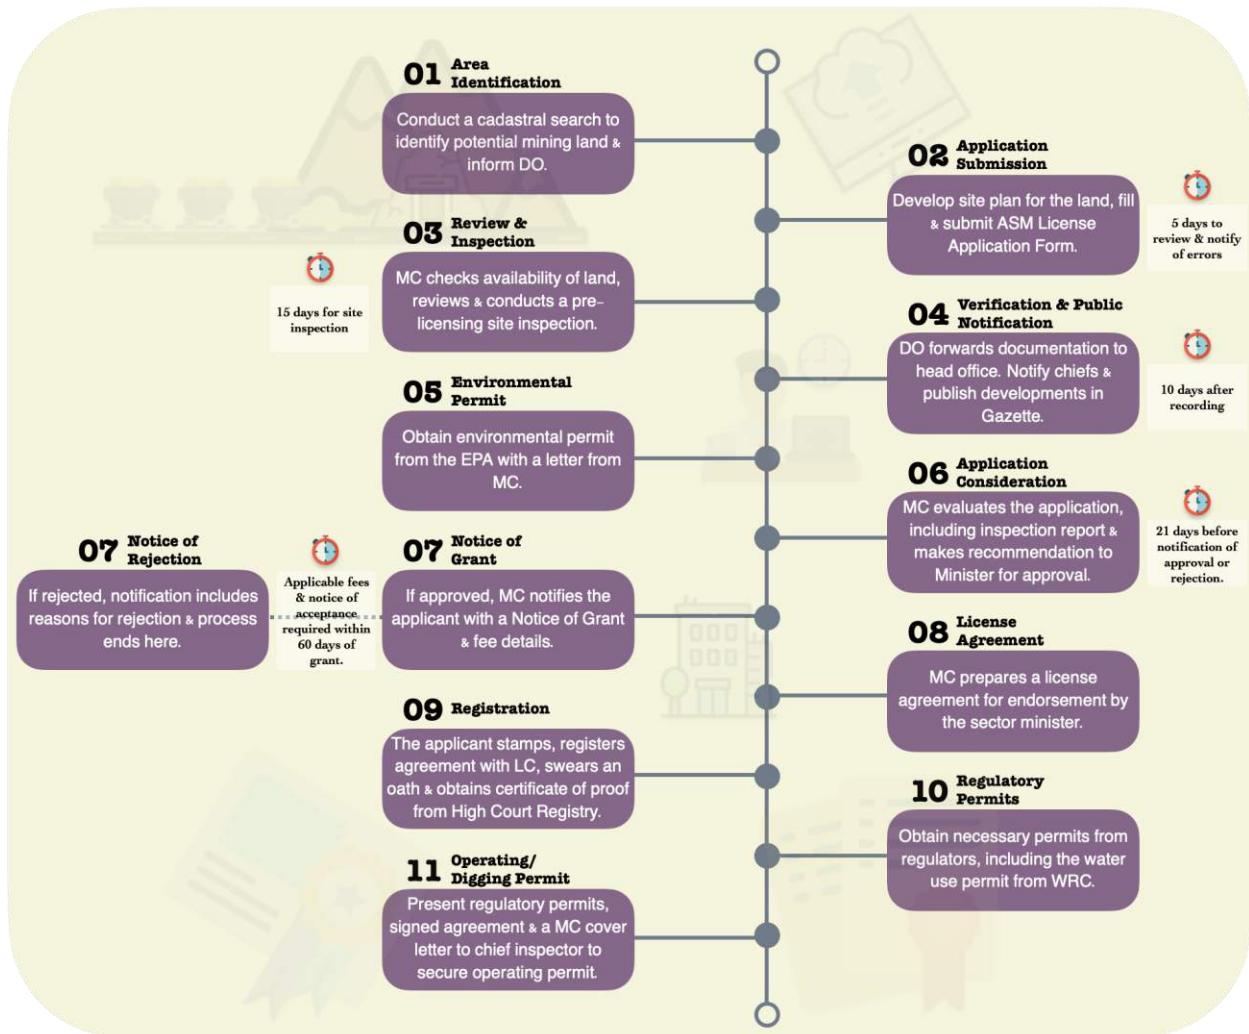 01 Area
Identification
Conduct a cadastral search to
identify potential mining land &
inform DO.
02 Application
Submission
Develop site plan for the land, fill
& submit ASM License
Application Form.
5 days to
review & notify
of errors
03 Review &
Inspection
MC checks availability of land,
reviews & conducts a pre-
licensing site inspection.
15 days for site
inspection
04 Verification & Public
Notification
DO forwards documentation to
head office. Notify chiefs &
publish developments in
Gazette.
10 days after
recording
05 Environmental
Permit
Obtain environmental permit
from the EPA with a letter from
MC.
06 Application
Consideration
MC evaluates the application,
including inspection report &
makes recommendation to
Minister for approval.
21 days before
notification of
approval or
rejection.
07 Notice of
Rejection
If rejected, notification includes
reasons for rejection & process
ends here.
Applicable fees
& notice of
acceptance
required within
60 days of
grant.
07 Notice of
Grant
If approved, MC notifies the
applicant with a Notice of Grant
& fee details.
08 License
Agreement
MC prepares a license
agreement for endorsement by
the sector minister.
09 Registration
The applicant stamps, registers
agreement with LC, swears an
oath & obtains certificate of proof
from High Court Registry.
10 Regulatory
Permits
Obtain necessary permits from
regulators, including the water
use permit from WRC.
11 Operating/
Digging Permit
Present regulatory permits,
signed agreement & a MC cover
letter to chief inspector to
secure operating permit.